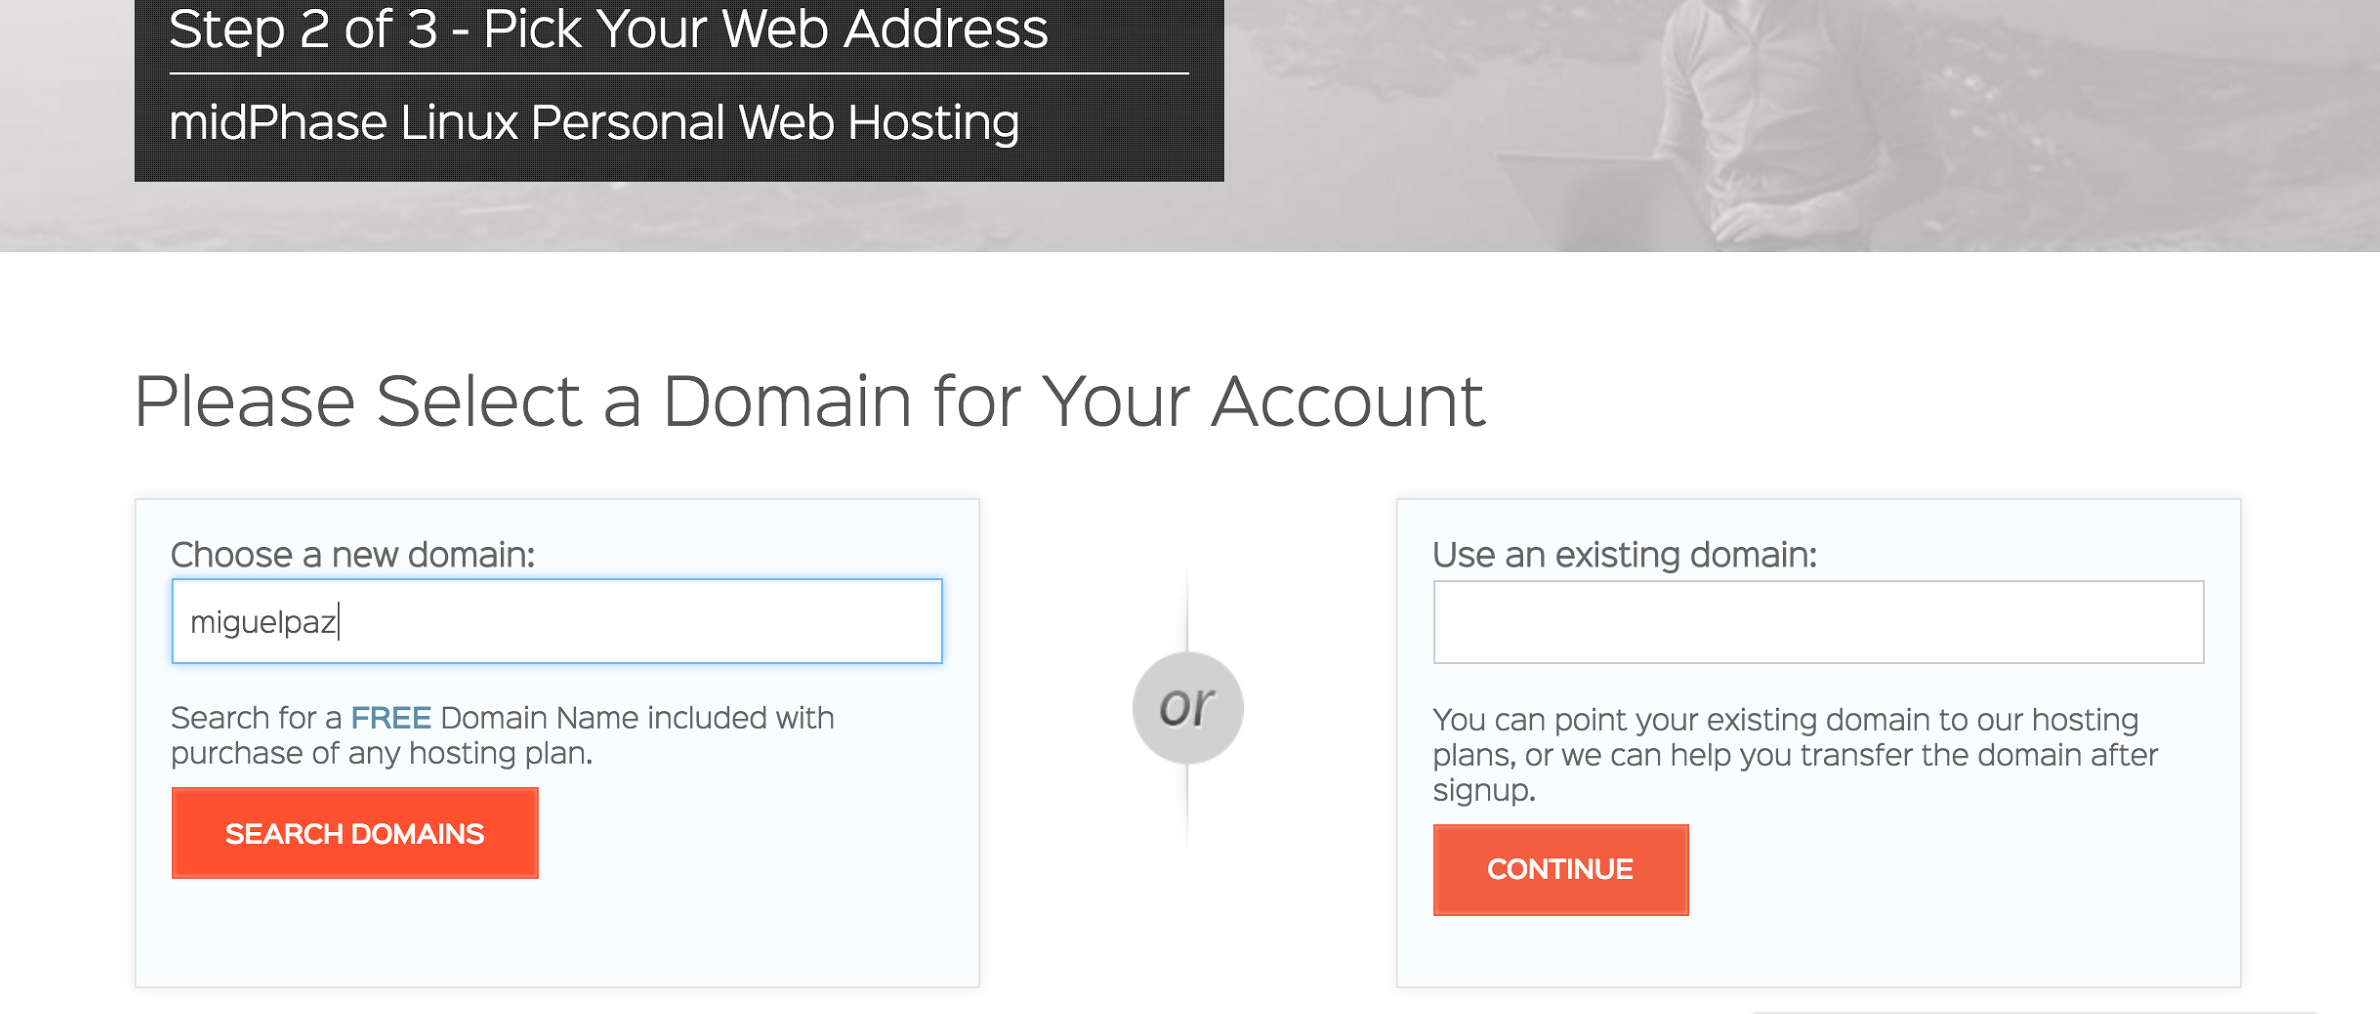 Step 2 of 3 - Pick Your Web Address
midPhase Linux Personal Web Hosting
Please Select a Domain for Your Account
Choose a new domain:
miguelpaz
Search for a FREE Domain Name included with
purchase of any hosting plan.
SEARCH DOMAINS
or
Use an existing domain:
You can point your existing domain to our hosting
plans, or we can help you transfer the domain after
signup.
CONTINUE